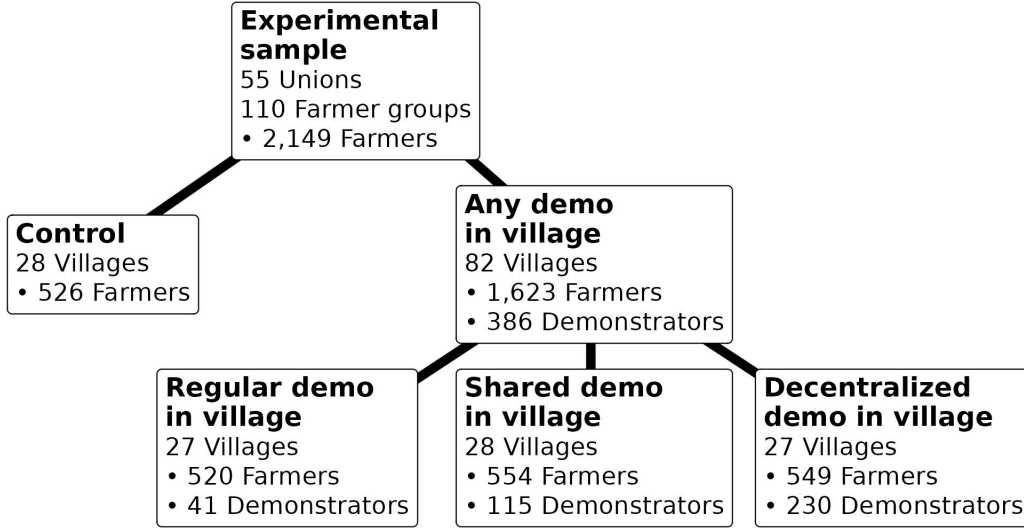 Experimental
sample
55 Unions
110 Farmer groups
• 2,149 Farmers
Control
28 Villages
• 526 Farmers
Any demo
in village
82 Villages
• 1,623 Farmers
• 386 Demonstrators
Regular demo
in village
27 Villages
• 520 Farmers
• 41 Demonstrators
Shared demo
in village
28 Villages
• 554 Farmers
• 115 Demonstrators
Decentralized
demo in village
27 Villages
• 549 Farmers
• 230 Demonstrators